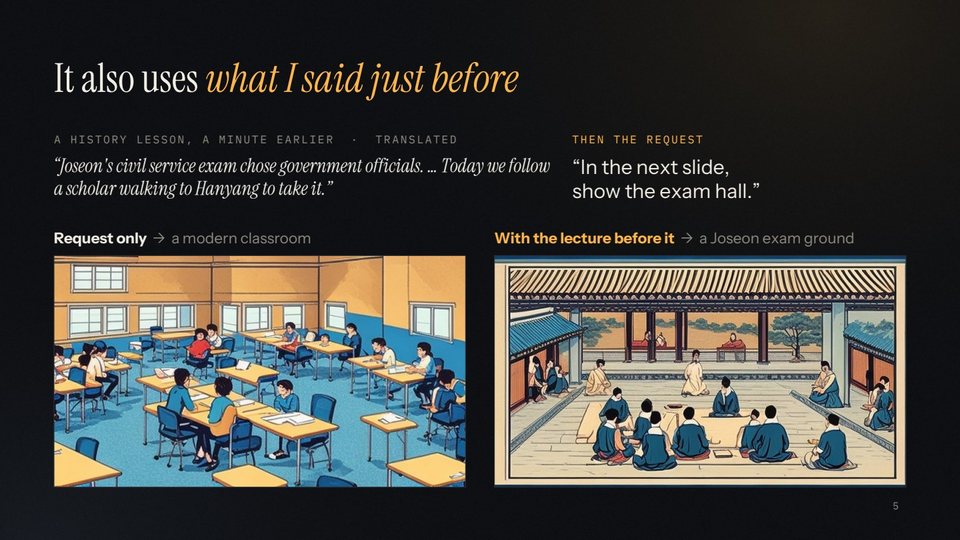 It also uses what I said just before
A HISTORY LESSON, A MINUTE EARLIER · TRANSLATED
“Joseon's civil service exam chose government officials. ... Today we follow
a scholar walking to Hanyang to take it.”
THEN THE REQUEST
“In the next slide,
show the exam hall.”
Request only → a modern classroom
With the lecture before it → a Joseon exam ground
5